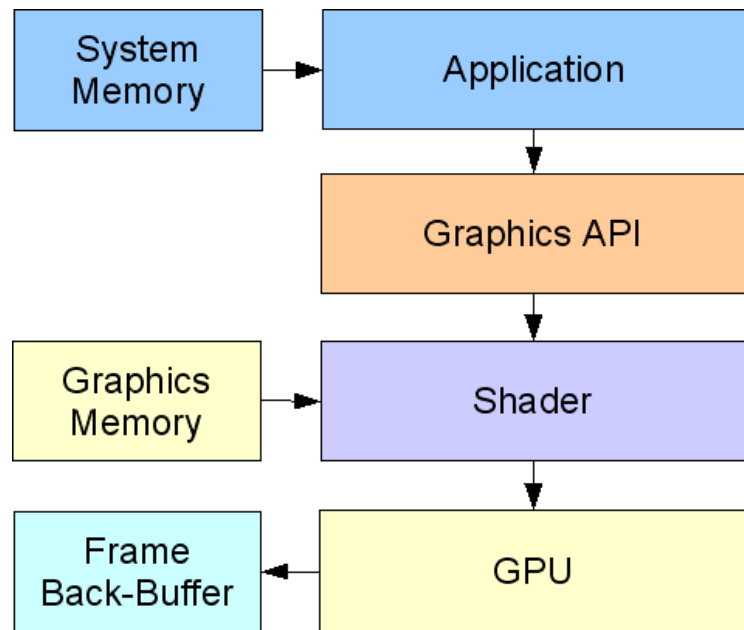 System
Memory
Application
Graphics API
Graphics
Memory
Shader
Frame
Back-Buffer
GPU